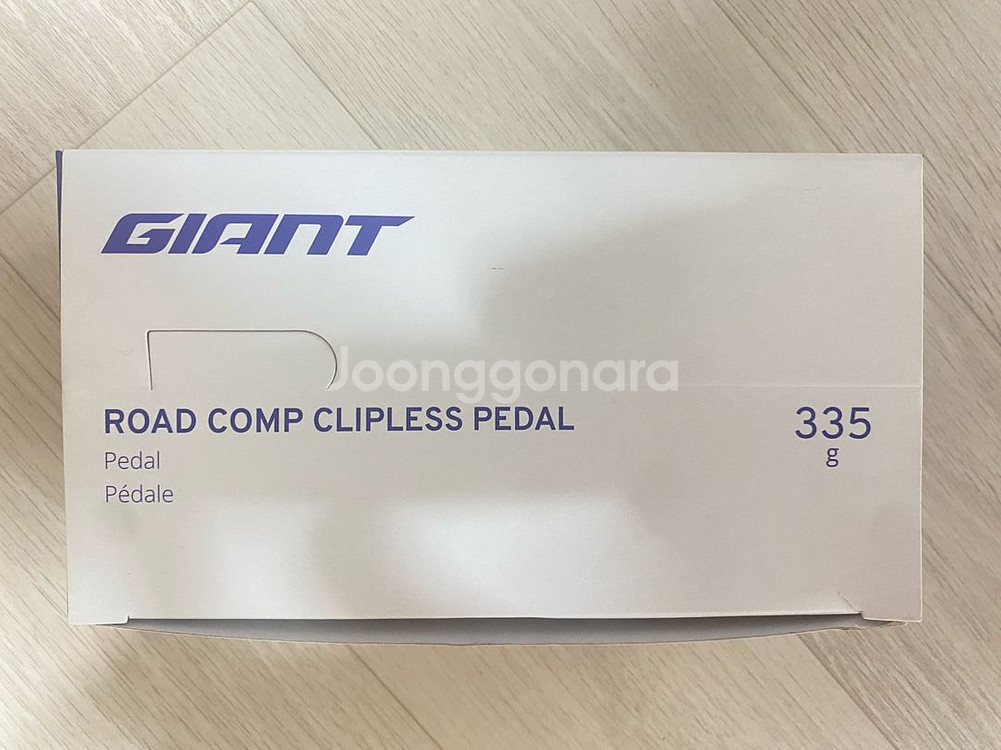 GIANT
Joonggonara
ROAD COMP CLIPLESS PEDAL
335
g
Pedal
Pédale